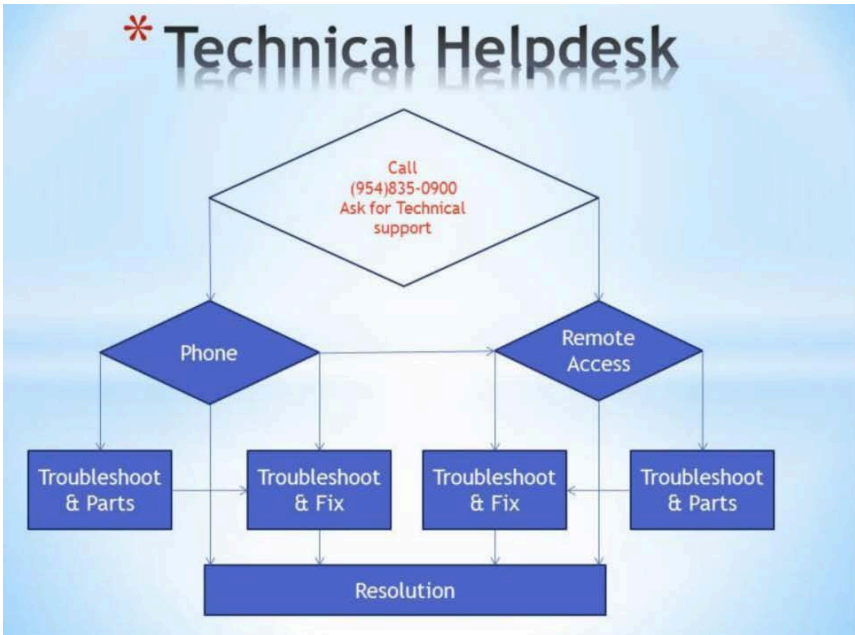 * Technical Helpdesk
Call
(954)835-0900
Ask for Technical
support
Phone
Remote
Access
Troubleshoot
& Parts
Troubleshoot
& Fix
Troubleshoot
& Fix
Troubleshoot
& Parts
Resolution